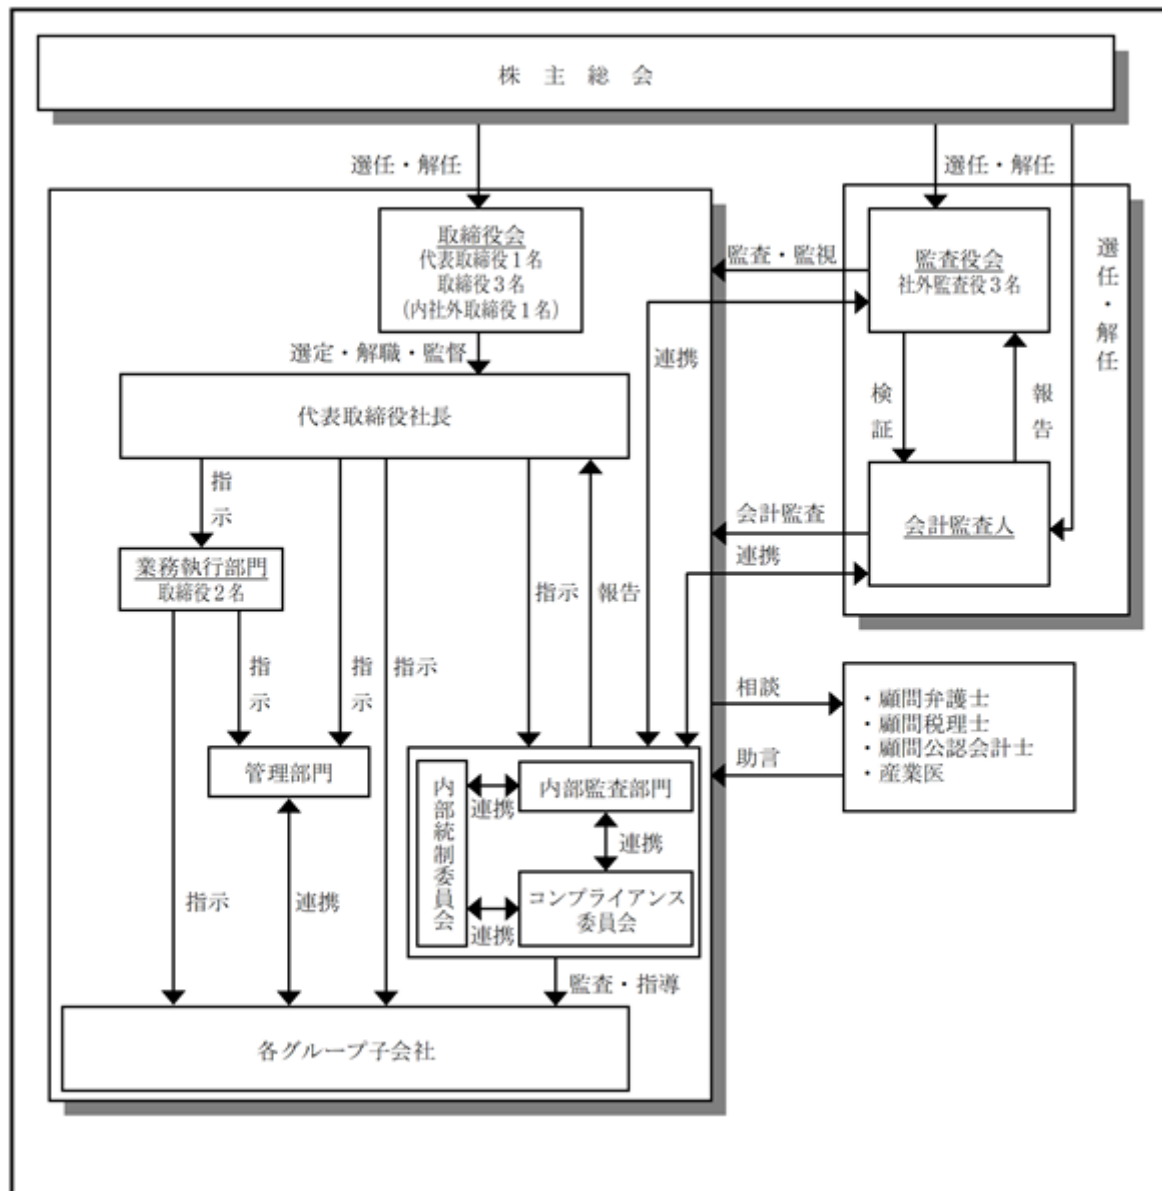 株主総会
選任・解任
選任・解任
選任・解任
取締役会
代表取締役1名
取締役3名
(内社外取締役1名)
監査・監視
監査役会
社外監査役3名
選定・解職・監督
連携
代表取締役社長
検証
報告
指示
会計監査
会計監査人
連携
業務執行部門
取締役2名
指示
報告
指示
指示
指示
相談
・顧問弁護士
・顧問税理士
・顧問公認会計士
・産業医
助言
管理部門
内部統制委員会
内部監査部門
連携
連携
コンプライアンス
委員会
連携
指示
連携
監査・指導
各グループ子会社